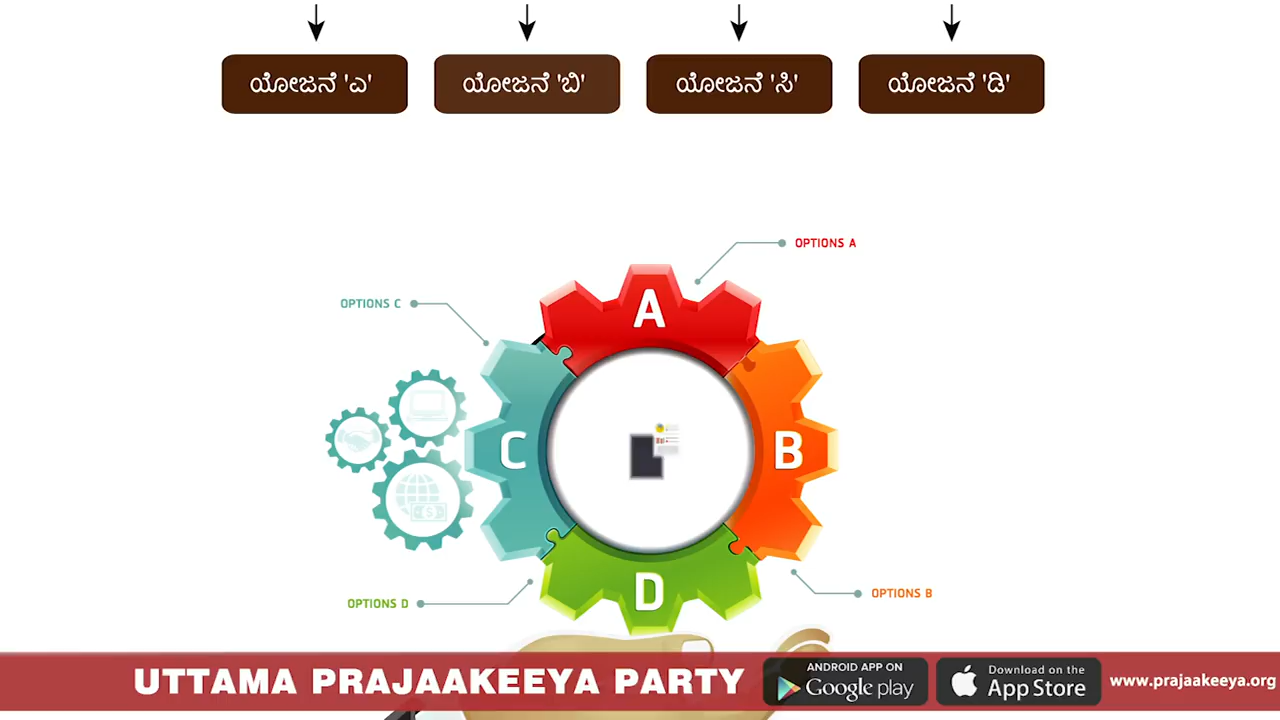 ಯೋಜನೆ 'ಎ'
ಯೋಜನೆ 'ಬಿ'
ಯೋಜನೆ 'ಸಿ'
ಯೋಜನೆ 'ಡಿ'
OPTIONS A
OPTIONS C
A
C
B
D
$
OPTIONS D
OPTIONS B
UTTAMA PRAJAAKEEYA PARTY
ANDROID APP ON
Google play
Download on the
App Store
www.prajaakeeya.org